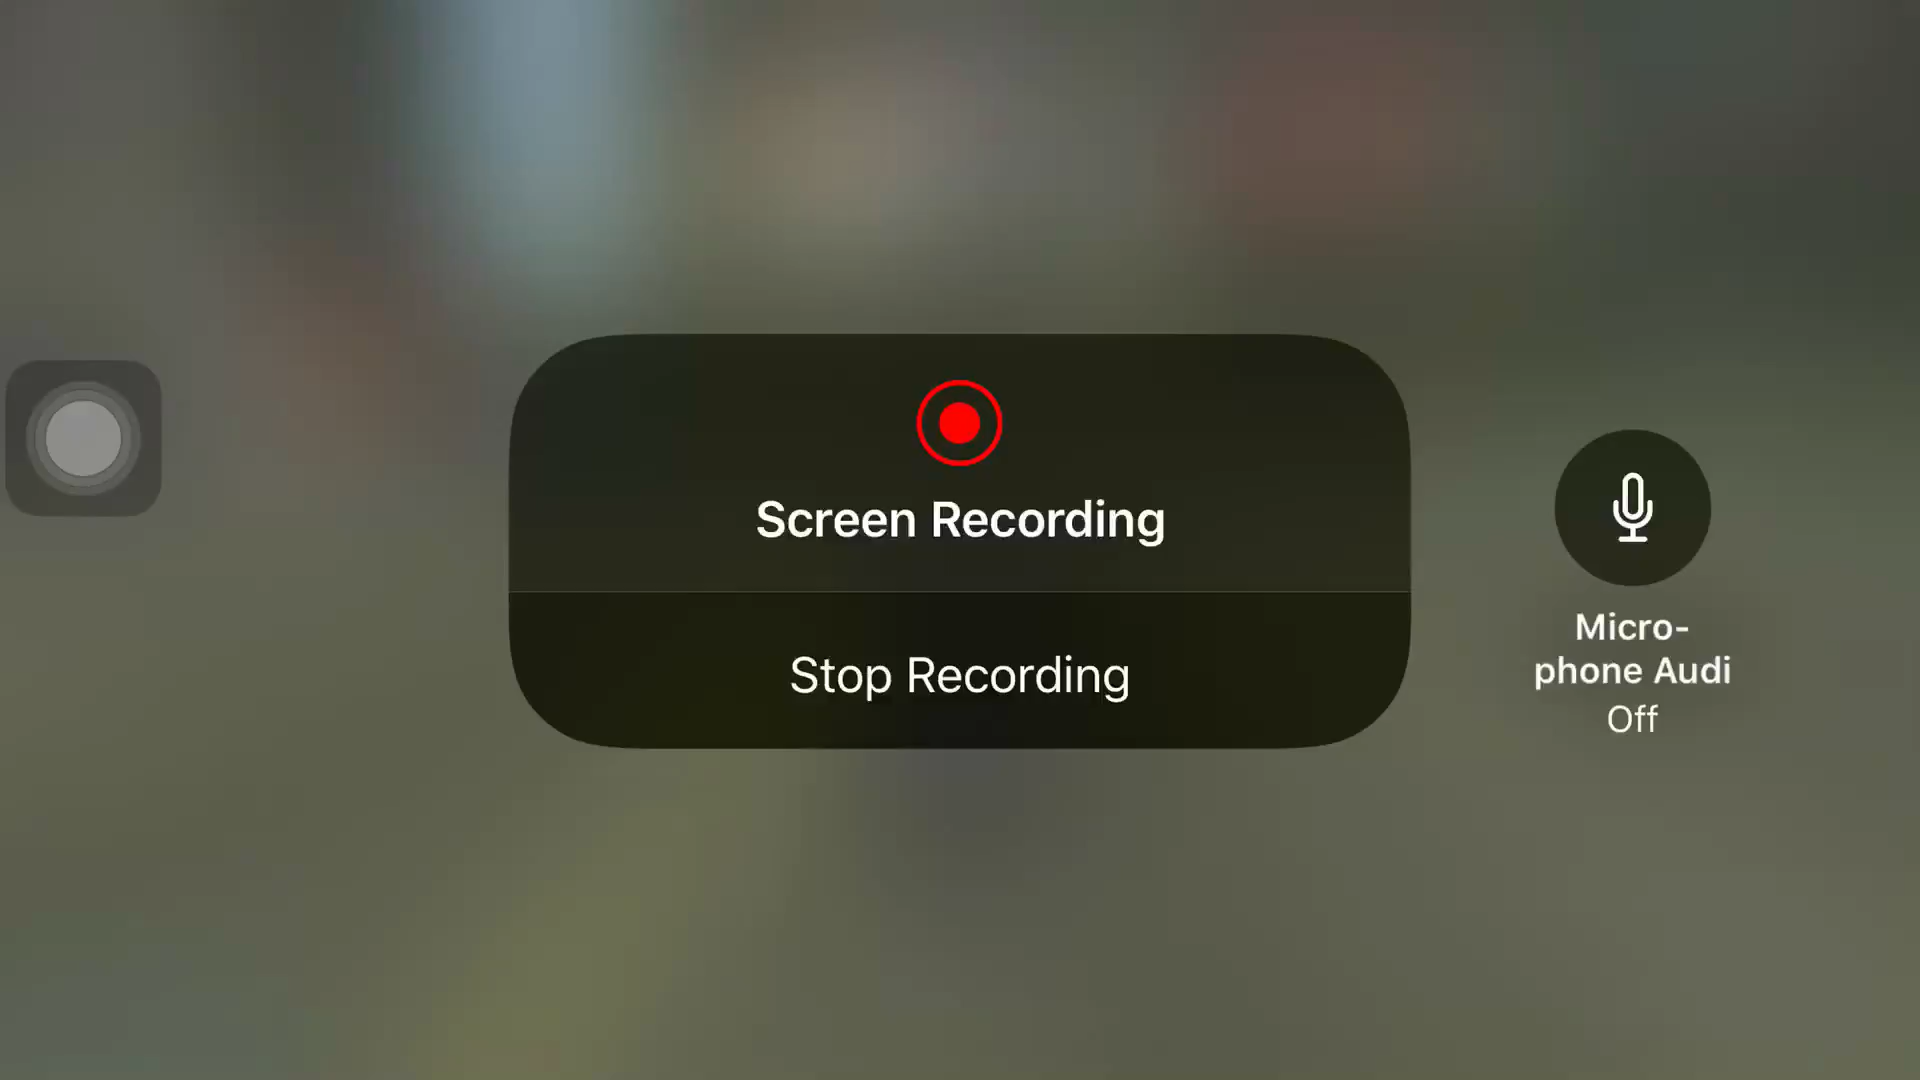 Screen Recording
Stop Recording
Micro-
phone Audi
Off